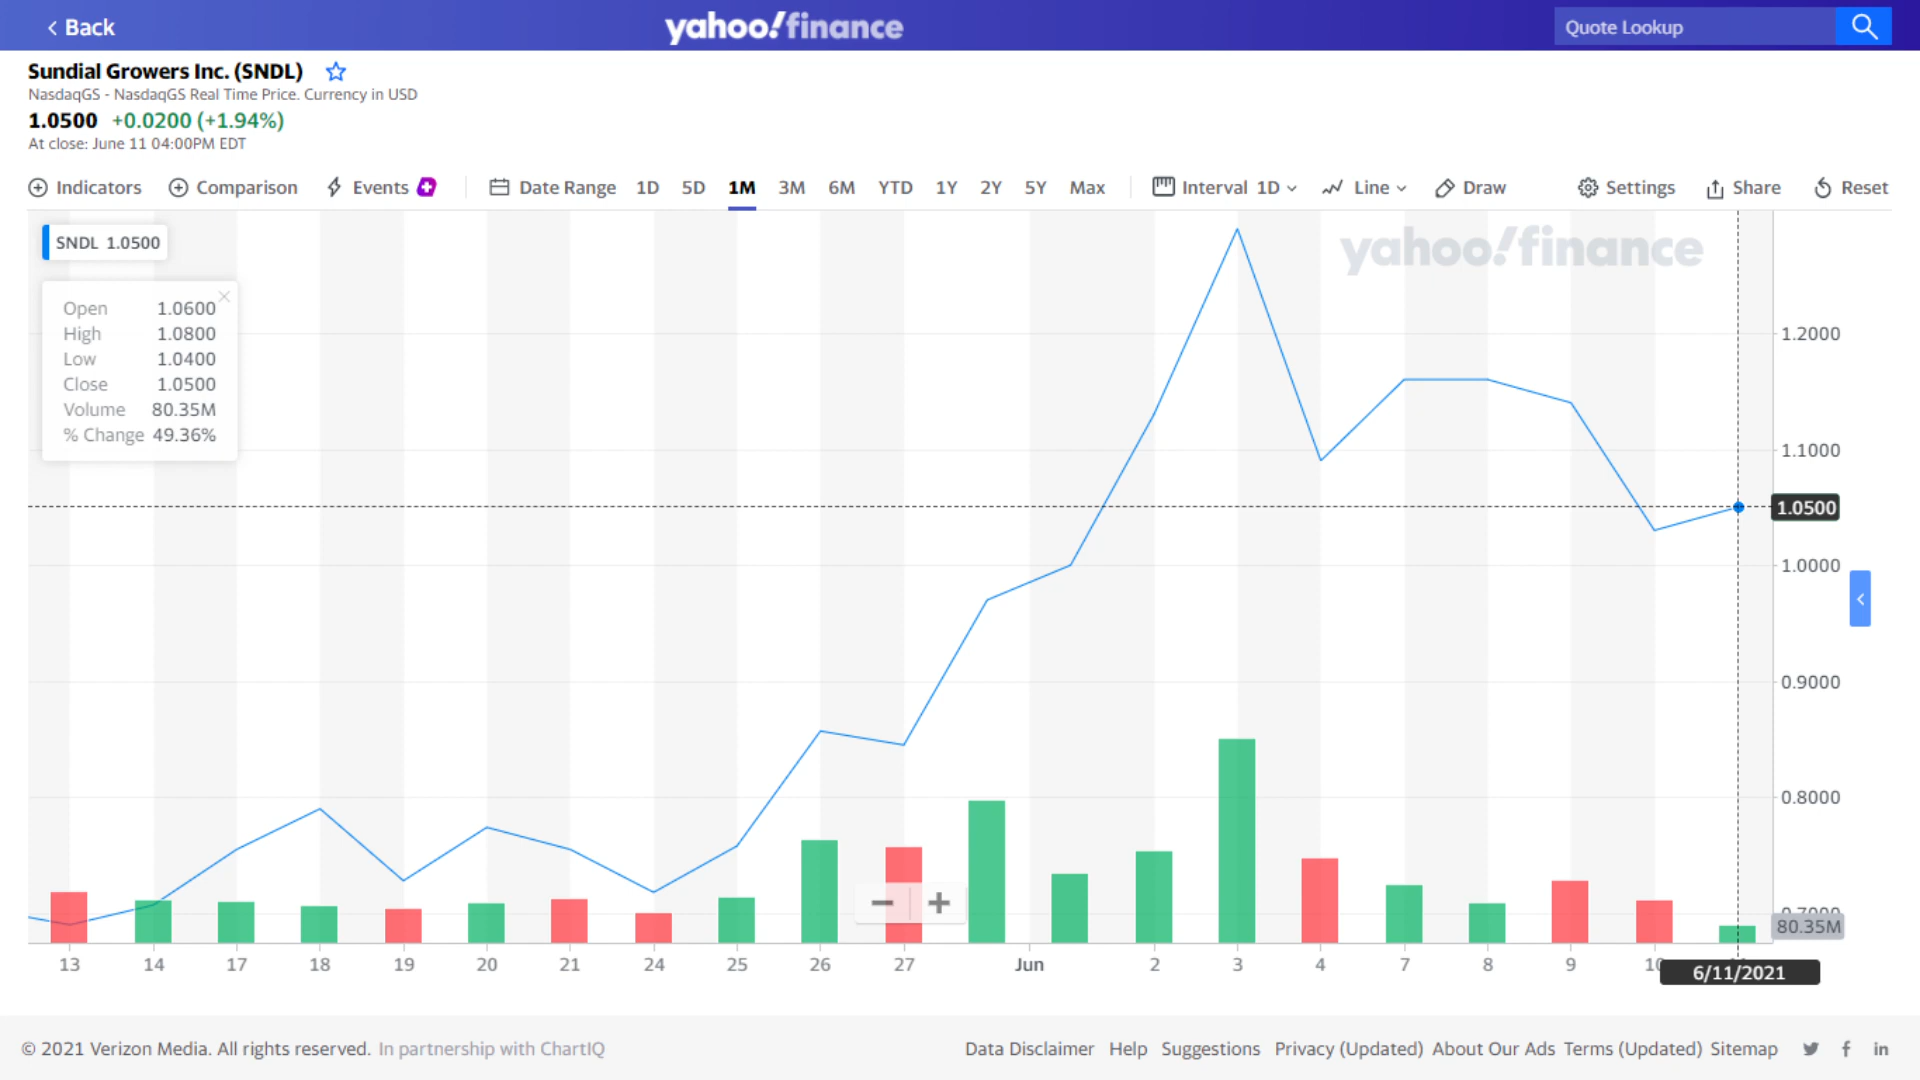 Back
yahoo!finance
Quote Lookup
Sundial Growers Inc. (SNDL)
NasdaqGS - NasdaqGS Real Time Price. Currency in USD
1.0500 +0.0200 (+1.94%)
At close: June 11 04:00PM EDT
Indicators Comparison Events Date Range 1D 5D 1M 3M 6M YTD 1Y 2Y 5Y Max Interval 1D Line Draw Settings Share Reset
SNDL 1.0500
yahoo!finance
Open 1.0600
High 1.0800
Low 1.0400
Close 1.0500
Volume 80.35M
% Change 49.36%
1.2000
1.1000
1.0500
1.0000
0.9000
0.8000
0.7000
80.35M
13 14 17 18 19 20 21 24 25 26 27 Jun 2 3 4 7 8 9 10
6/11/2021
© 2021 Verizon Media. All rights reserved. In partnership with ChartIQ
Data Disclaimer Help Suggestions Privacy (Updated) About Our Ads Terms (Updated) Sitemap